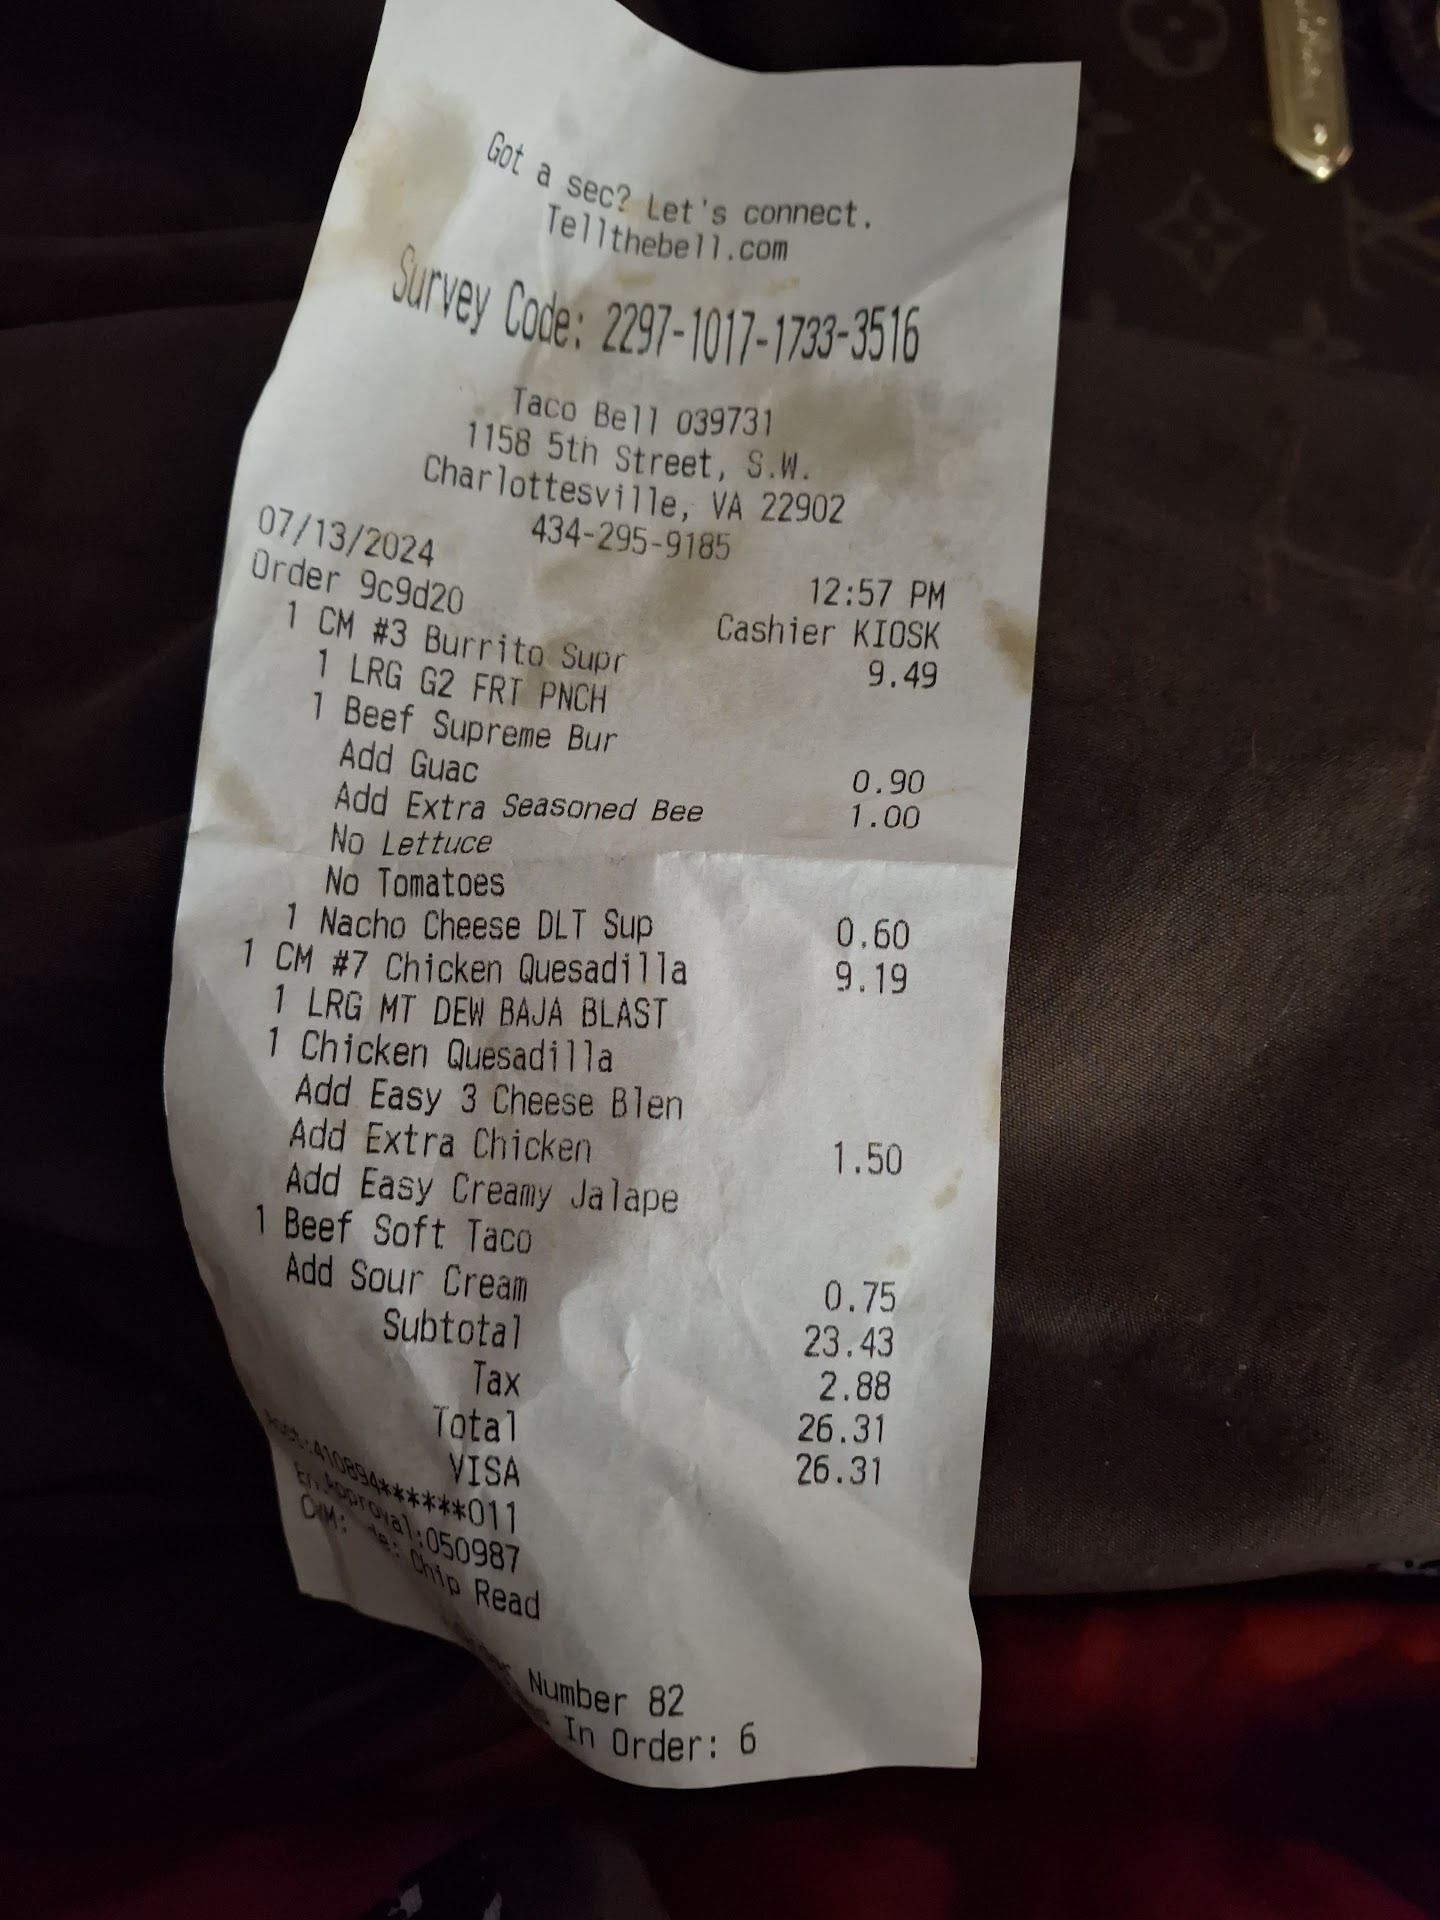 Got a sec? Let's connect.
Tellthebell.com
Survey Code: 2297-1017-1733-3516
Taco Bell 039731
1158 5th Street, S.W.
Charlottesville, VA 22902
434-295-9185
07/13/2024 12:57 PM
Order 9c9d20 Cashier KIOSK
1 CM #3 Burrito Supr 9.49
1 LRG G2 FRT PNCH
1 Beef Supreme Bur
Add Guac 0.90
Add Extra Seasoned Bee 1.00
No Lettuce
No Tomatoes
1 Nacho Cheese DLT Sup 0.60
1 CM #7 Chicken Quesadilla 9.19
1 LRG MT DEW BAJA BLAST
1 Chicken Quesadilla
Add Easy 3 Cheese Blen
Add Extra Chicken 1.50
Add Easy Creamy Jalape
1 Beef Soft Taco
Add Sour Cream 0.75
Subtotal 23.43
Tax 2.88
Total 26.31
VISA 26.31
Acct:410894******011
Approval:050987
Chip Read
Number 82
In Order: 6